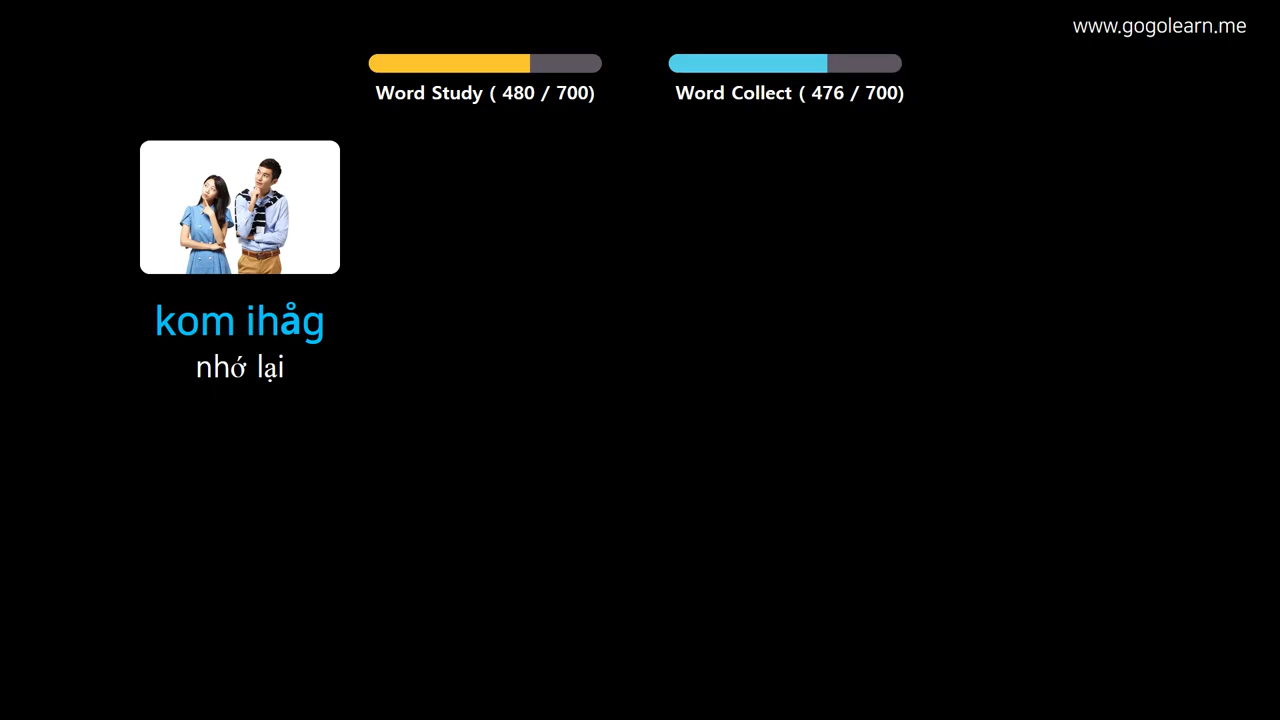 www.gogolearn.me
Word Study ( 480 / 700)
Word Collect ( 476 / 700)
kom ihåg
nhớ lại